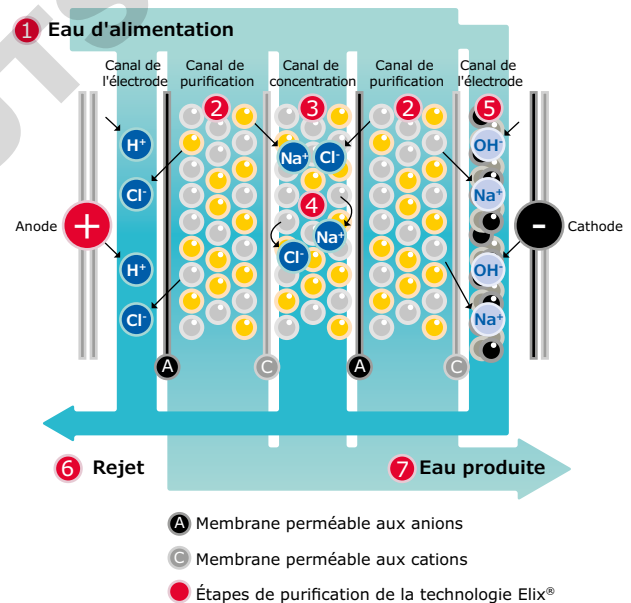 1 Eau d'alimentation
Canal de l'électrode
Canal de purification
Canal de concentration
Canal de purification
Canal de l'électrode
2
3
2
5
H+
Na+
Cl-
OH-
Cl-
Na+
4
Anode
+
-
Cathode
Na+
Cl-
H+
OH-
Cl-
Na+
A
C
A
C
6 Rejet
7 Eau produite
A Membrane perméable aux anions
C Membrane perméable aux cations
Étapes de purification de la technologie Elix®